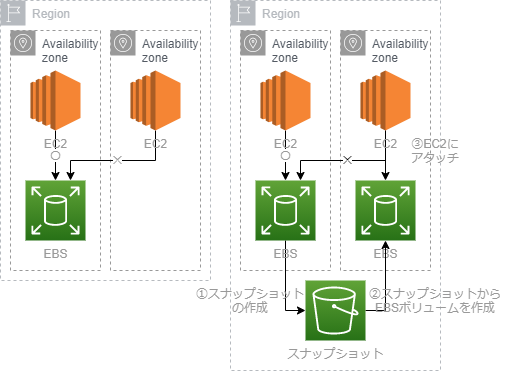 Region
Availability
zone
Availability
zone
EC2
EC2
EBS
Region
Availability
zone
Availability
zone
EC2
EC2
③EC2に
アタッチ
EBS
EBS
①スナップショット
の作成
②スナップショットから
EBSボリュームを作成
スナップショット